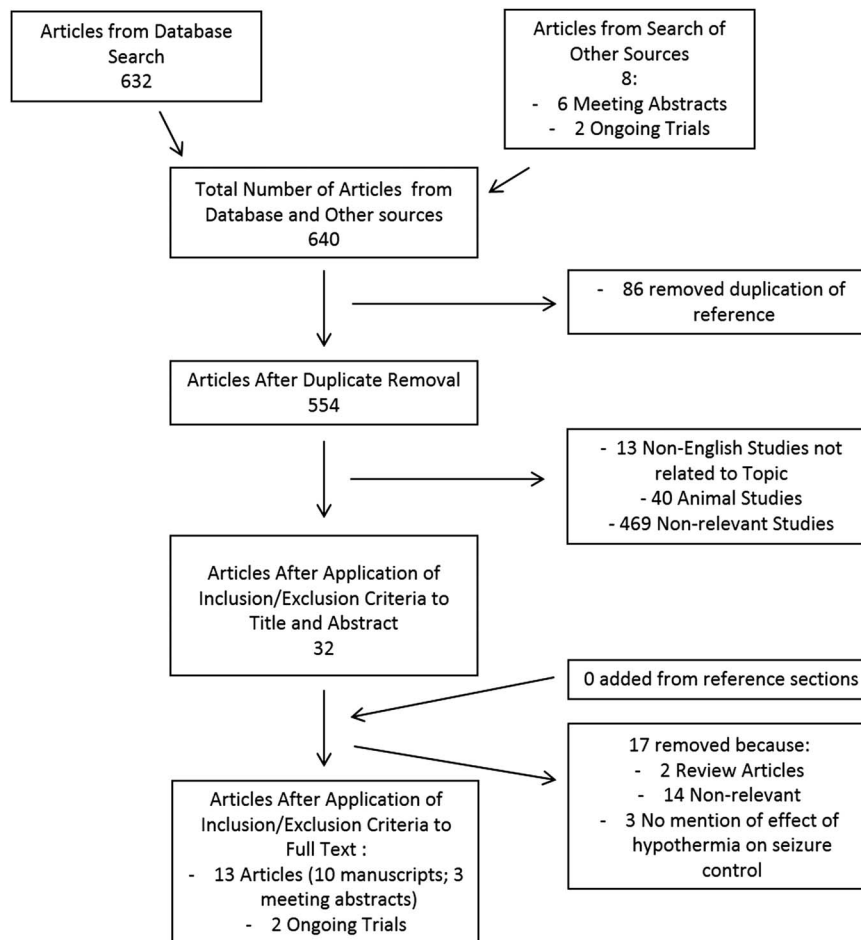 Articles from Database
Search
632
Articles from Search of
Other Sources
8:
- 6 Meeting Abstracts
- 2 Ongoing Trials
Total Number of Articles from
Database and Other sources
640
- 86 removed duplication of
reference
Articles After Duplicate Removal
554
- 13 Non-English Studies not
related to Topic
- 40 Animal Studies
- 469 Non-relevant Studies
Articles After Application of
Inclusion/Exclusion Criteria to
Title and Abstract
32
0 added from reference sections
17 removed because:
- 2 Review Articles
- 14 Non-relevant
- 3 No mention of effect of
hypothermia on seizure
control
Articles After Application of
Inclusion/Exclusion Criteria to
Full Text :
- 13 Articles (10 manuscripts; 3
meeting abstracts)
- 2 Ongoing Trials